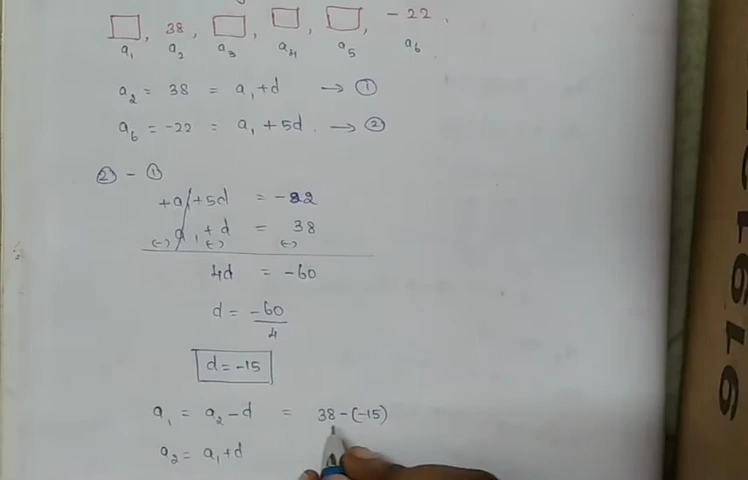 □, 38, □, □, □, -22.
a₁ a₂ a₃ a₄ a₅ a₆
a₂ = 38 = a₁+d → ①
a₆ = -22 = a₁ + 5d. → ②
② - ①
+a₁+5d = -22
a₁ + d = 38
(-) (-) (-)
4d = -60
d = -60/4
d = -15
a₁ = a₂ - d = 38-(-15)
a₂ = a₁+d